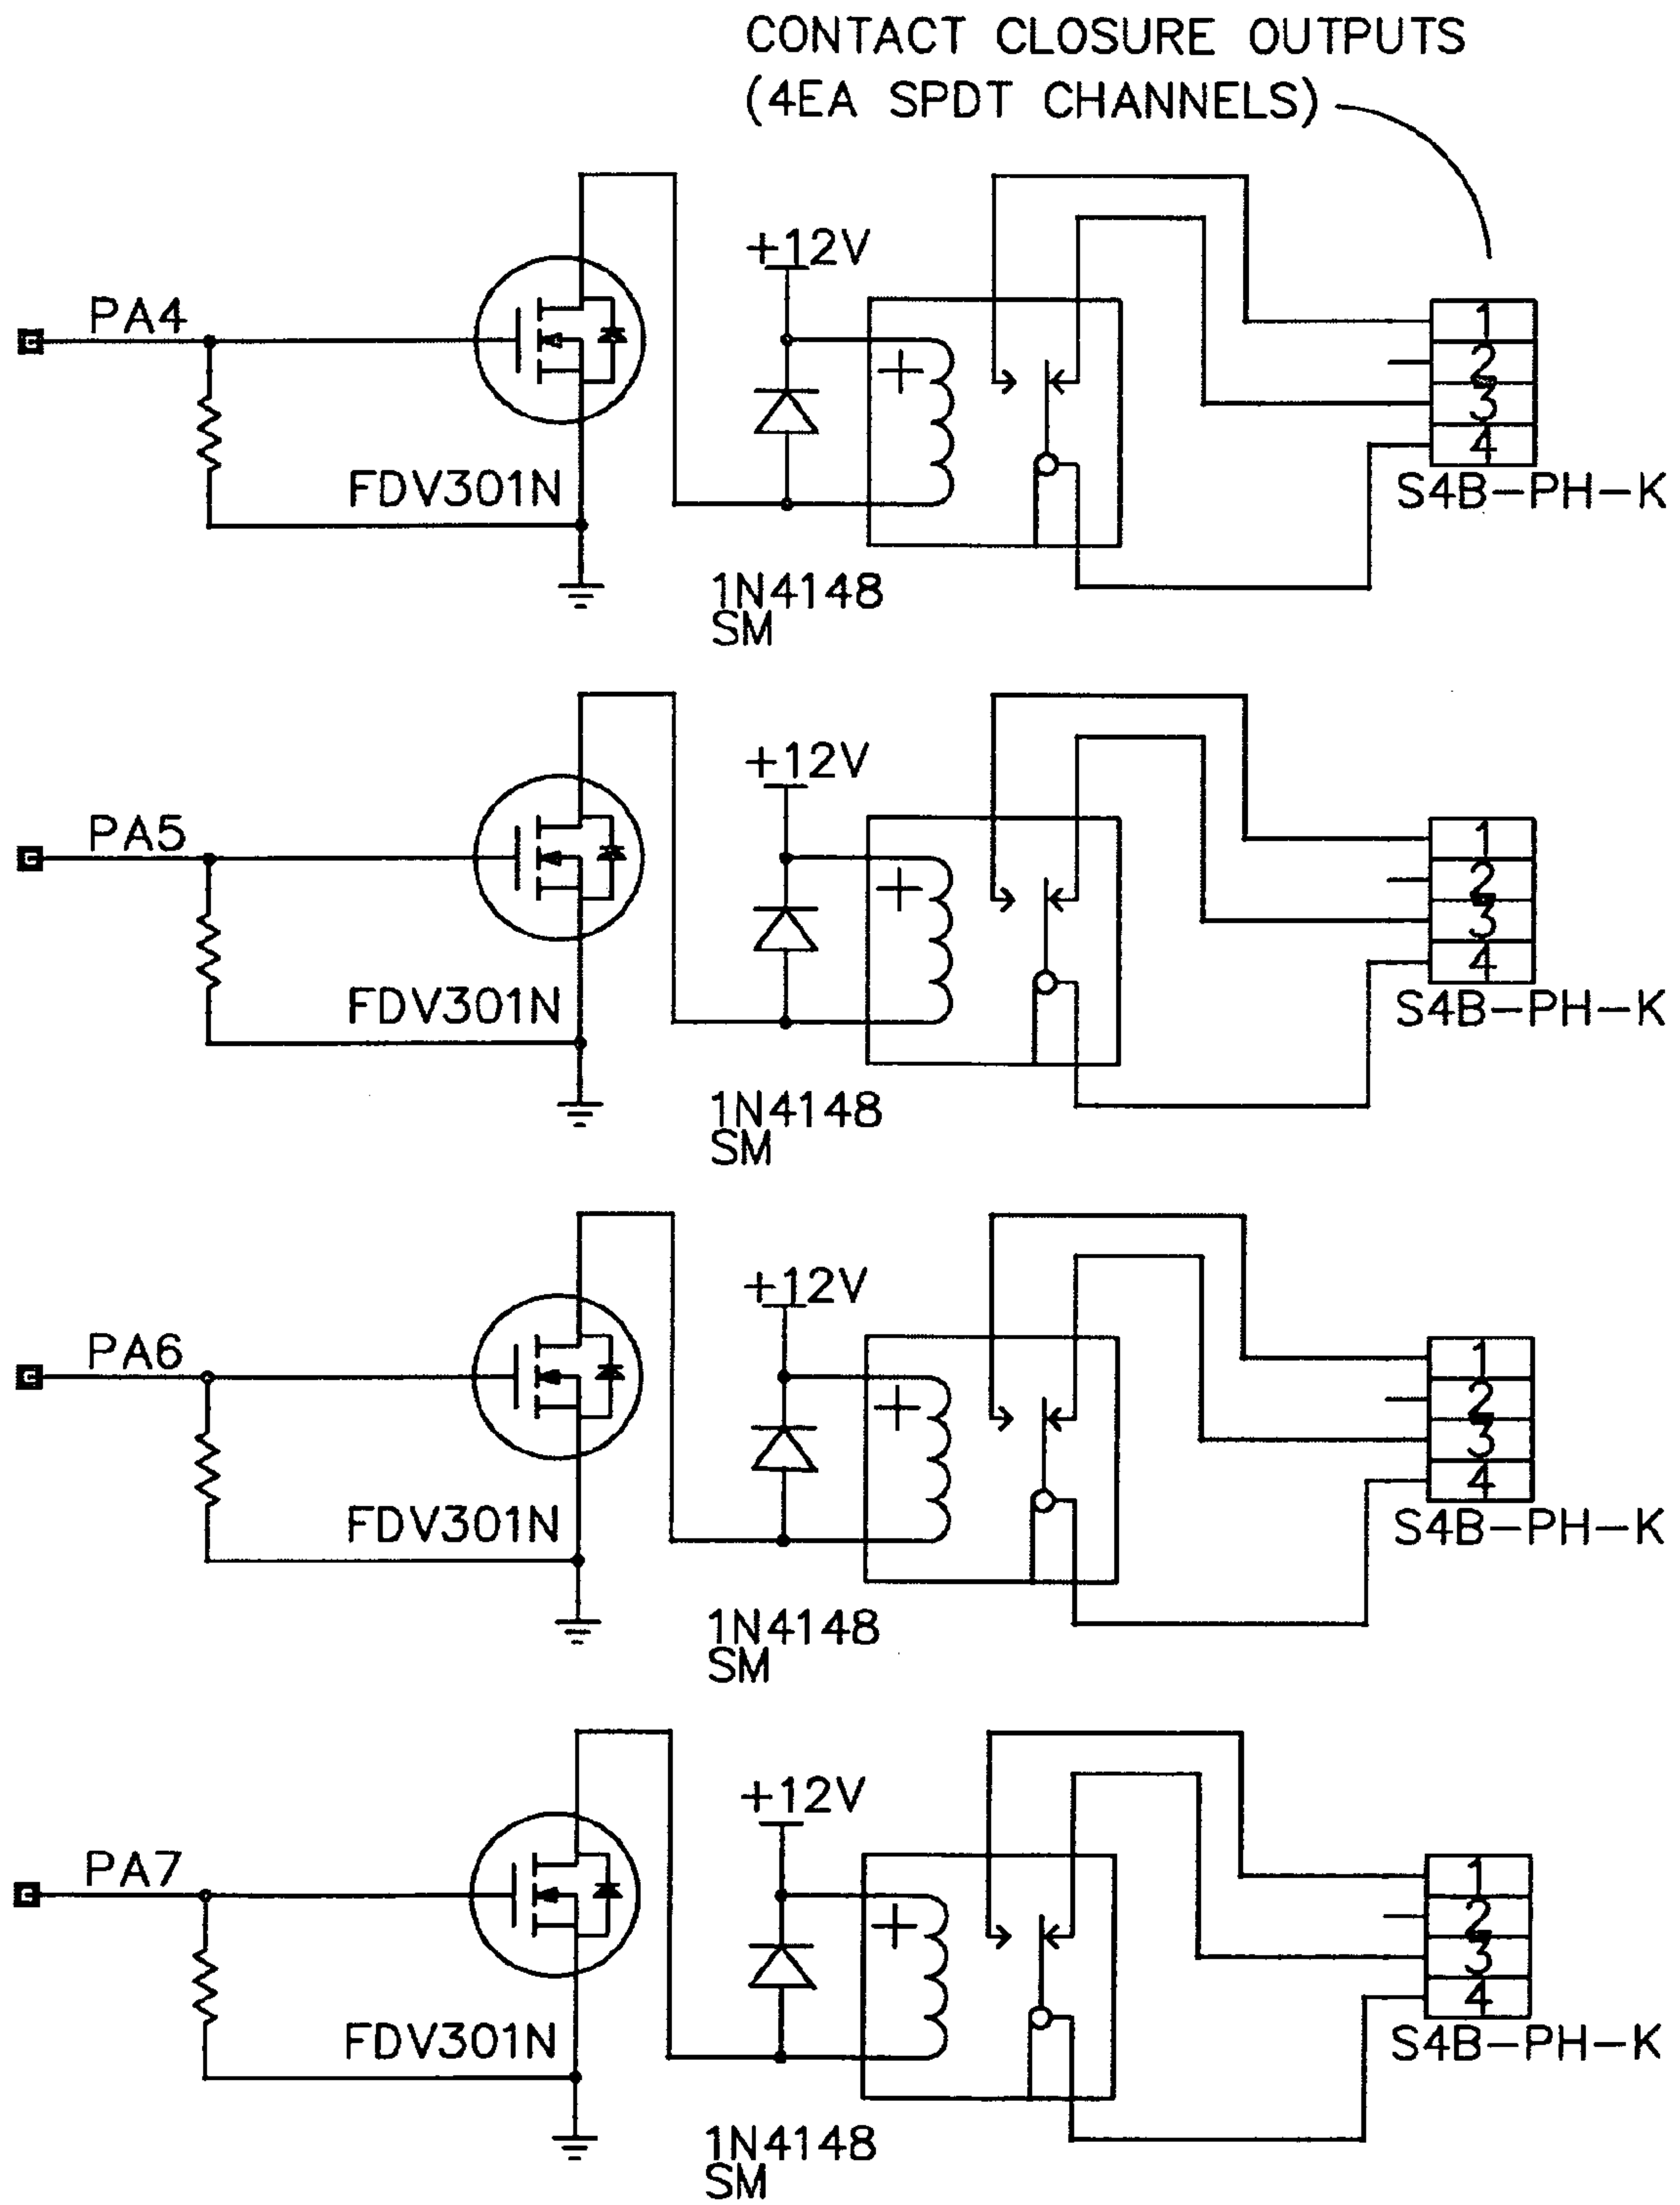 CONTACT CLOSURE OUTPUTS
(4EA SPDT CHANNELS)
+12V
PA4
+
1
2
3
4
FDV301N
S4B-PH-K
1N4148
SM
+12V
PA5
+
1
2
3
4
FDV301N
S4B-PH-K
1N4148
SM
+12V
PA6
+
1
2
3
4
FDV301N
S4B-PH-K
1N4148
SM
+12V
PA7
+
1
2
3
4
FDV301N
S4B-PH-K
1N4148
SM